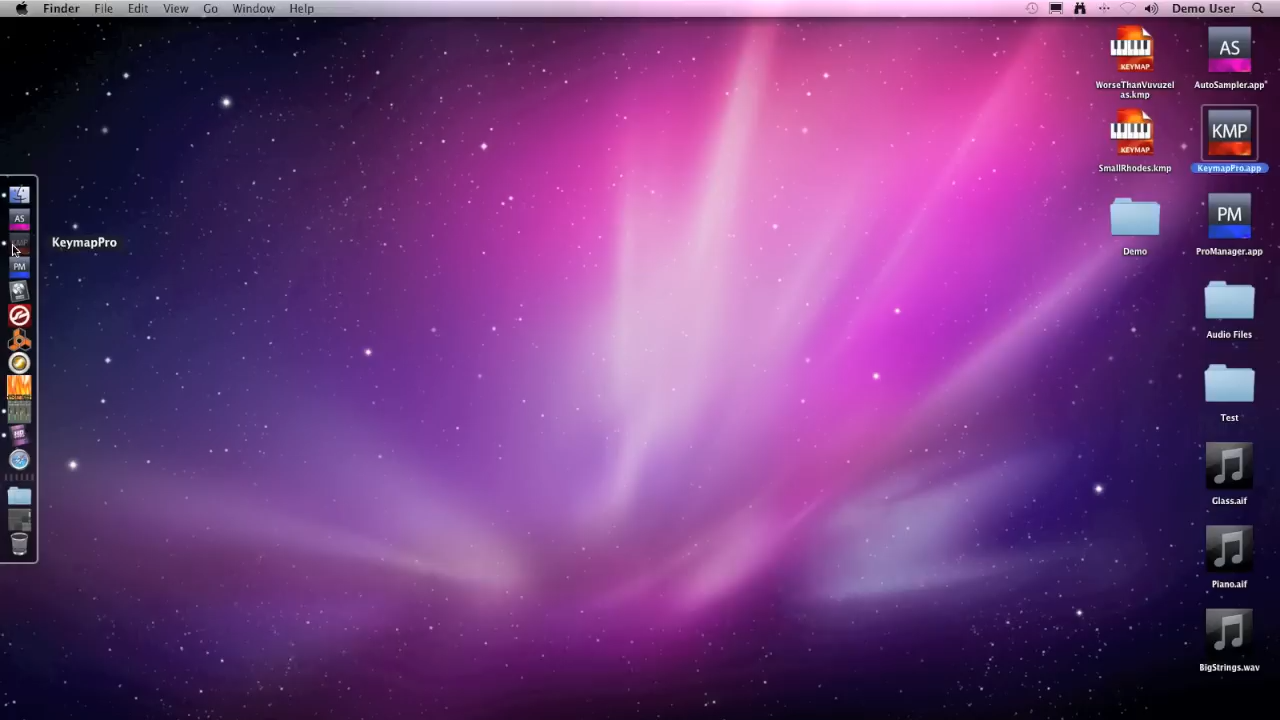 Finder File Edit View Go Window Help
Demo User
KEYMAP
WorseThanVuvuzel
as.kmp
AS
AutoSampler.app
KEYMAP
SmallRhodes.kmp
KMP
KeymapPro.app
Demo
PM
ProManager.app
Audio Files
Test
Glass.aif
Piano.aif
BigStrings.wav
AS
KeymapPro
PM